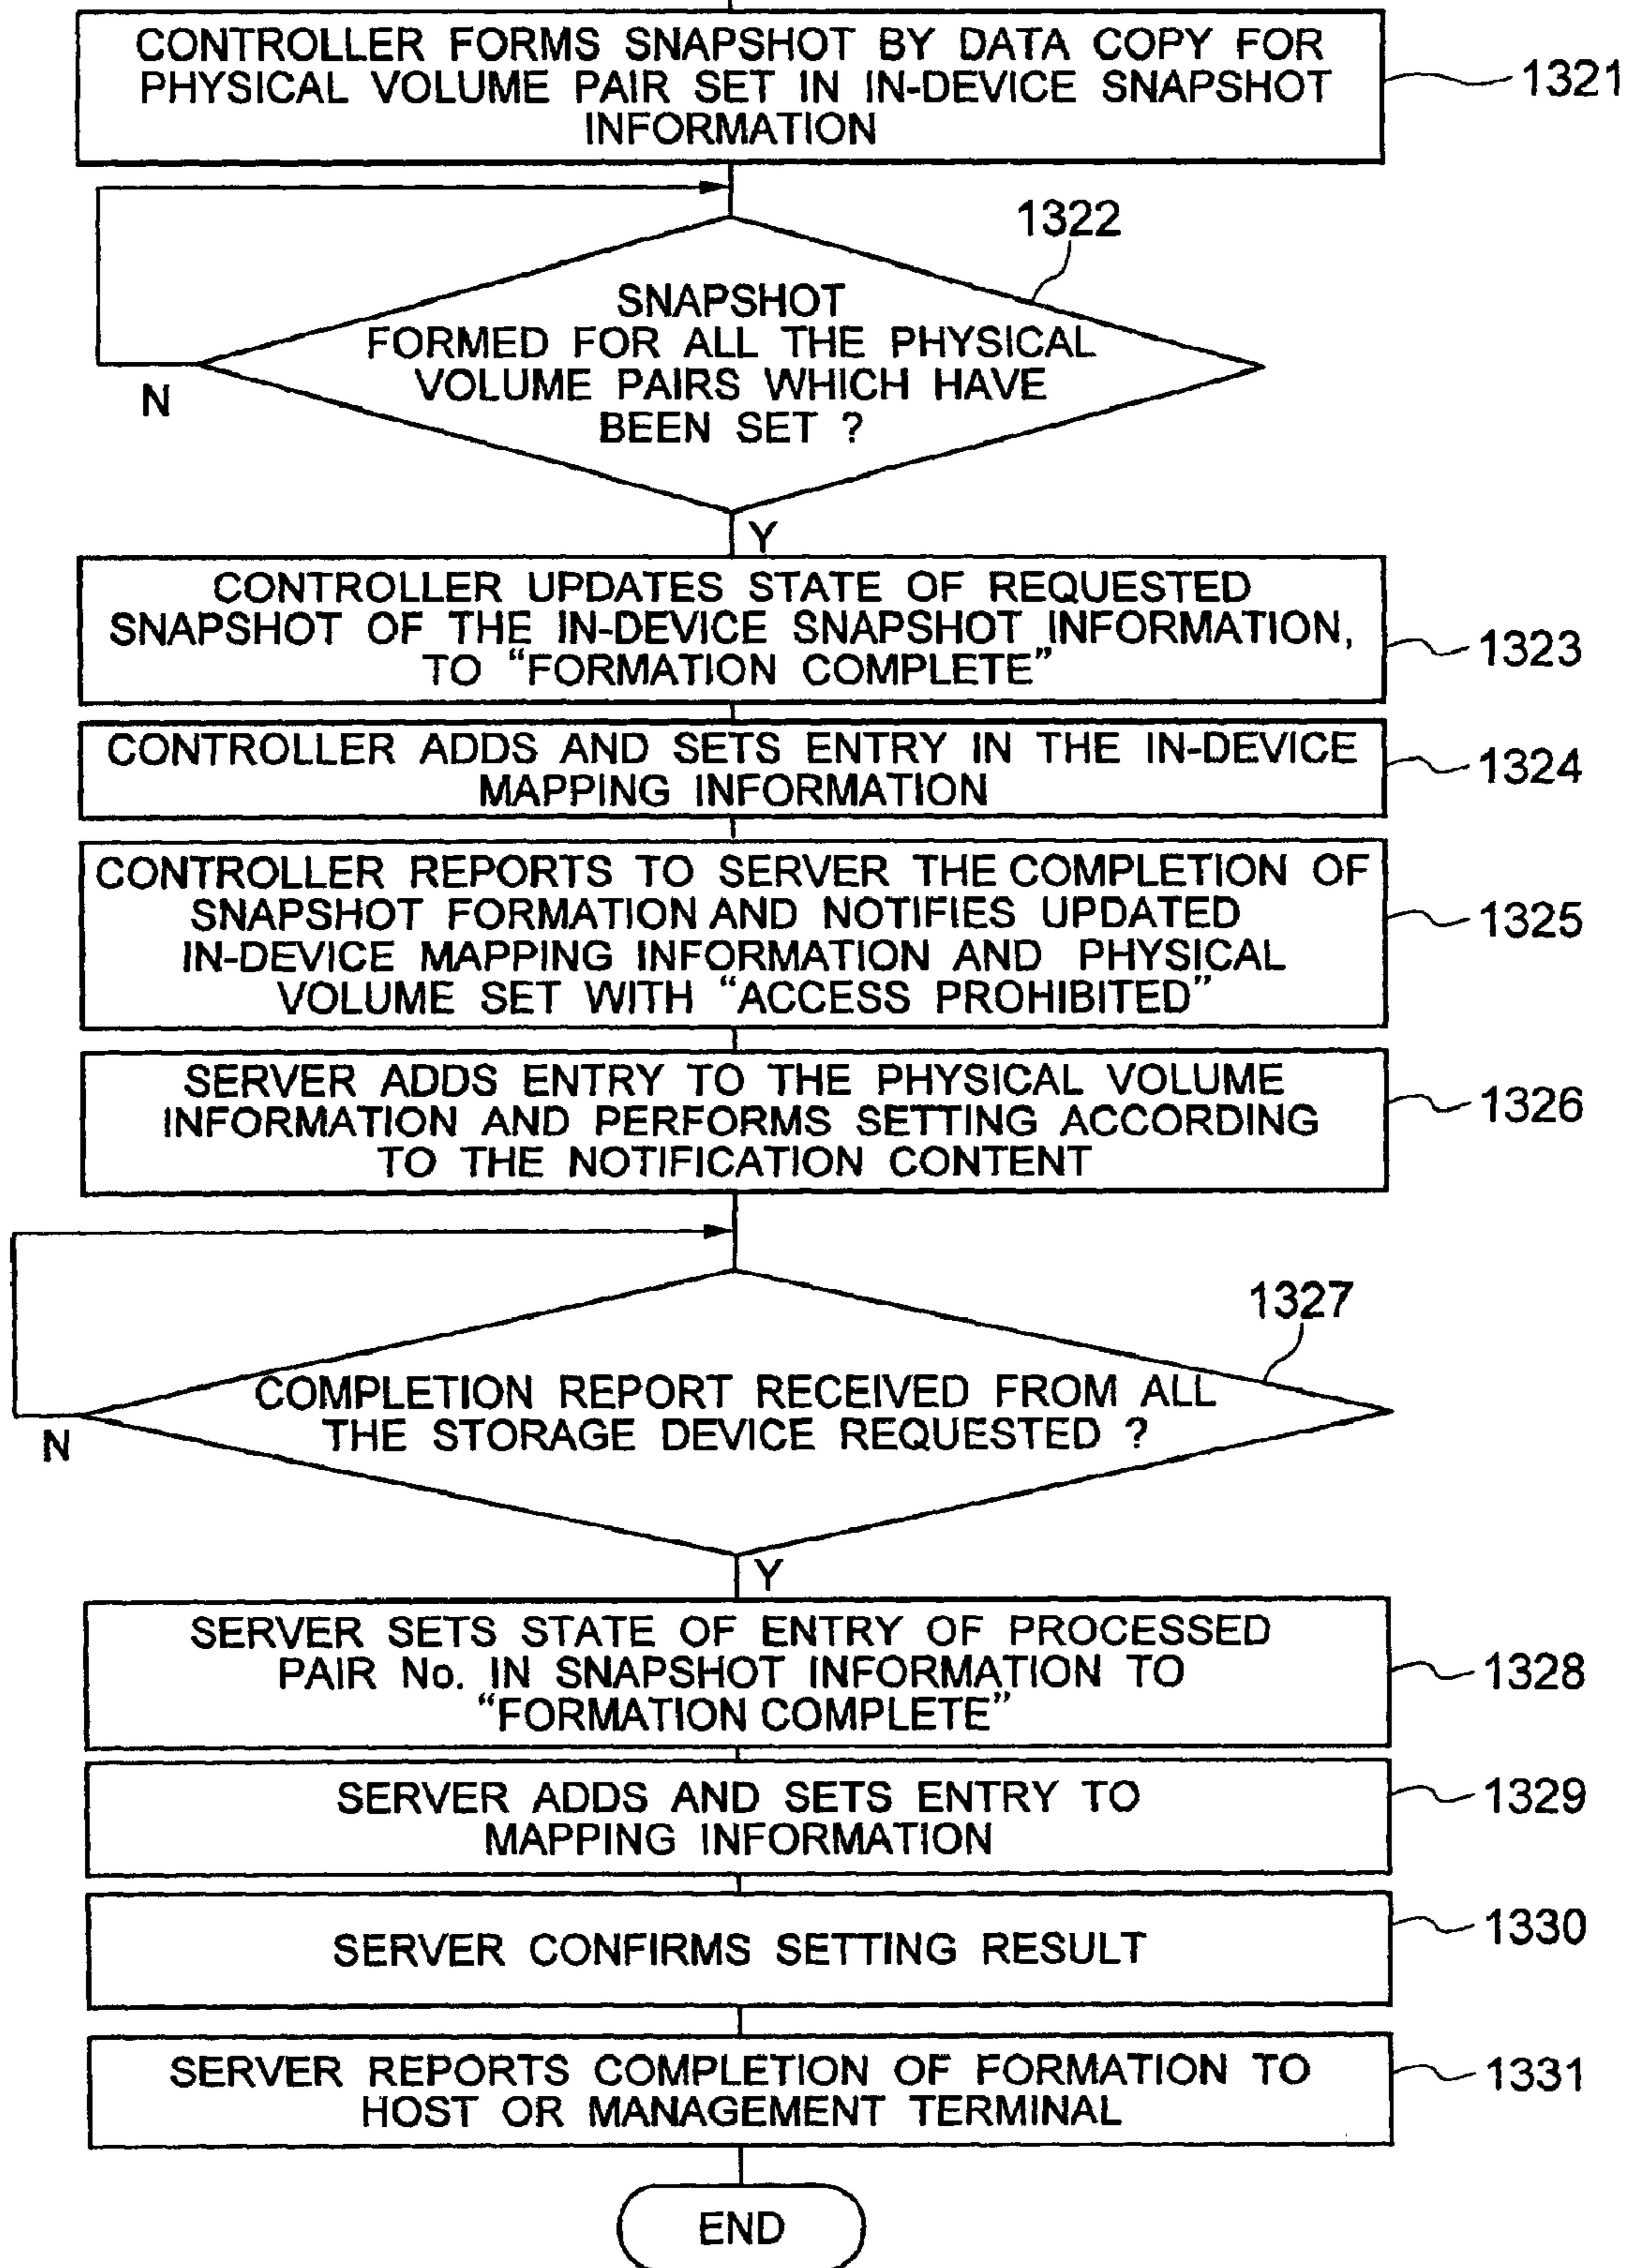 CONTROLLER FORMS SNAPSHOT BY DATA COPY FOR
PHYSICAL VOLUME PAIR SET IN IN-DEVICE SNAPSHOT
INFORMATION
1321
1322
SNAPSHOT
FORMED FOR ALL THE PHYSICAL
VOLUME PAIRS WHICH HAVE
BEEN SET ?
N
Y
CONTROLLER UPDATES STATE OF REQUESTED
SNAPSHOT OF THE IN-DEVICE SNAPSHOT INFORMATION,
TO “FORMATION COMPLETE”
1323
CONTROLLER ADDS AND SETS ENTRY IN THE IN-DEVICE
MAPPING INFORMATION
1324
CONTROLLER REPORTS TO SERVER THE COMPLETION OF
SNAPSHOT FORMATION AND NOTIFIES UPDATED
IN-DEVICE MAPPING INFORMATION AND PHYSICAL
VOLUME SET WITH “ACCESS PROHIBITED”
1325
SERVER ADDS ENTRY TO THE PHYSICAL VOLUME
INFORMATION AND PERFORMS SETTING ACCORDING
TO THE NOTIFICATION CONTENT
1326
1327
COMPLETION REPORT RECEIVED FROM ALL
THE STORAGE DEVICE REQUESTED ?
N
Y
SERVER SETS STATE OF ENTRY OF PROCESSED
PAIR No. IN SNAPSHOT INFORMATION TO
“FORMATION COMPLETE”
1328
SERVER ADDS AND SETS ENTRY TO
MAPPING INFORMATION
1329
SERVER CONFIRMS SETTING RESULT
1330
SERVER REPORTS COMPLETION OF FORMATION TO
HOST OR MANAGEMENT TERMINAL
1331
END